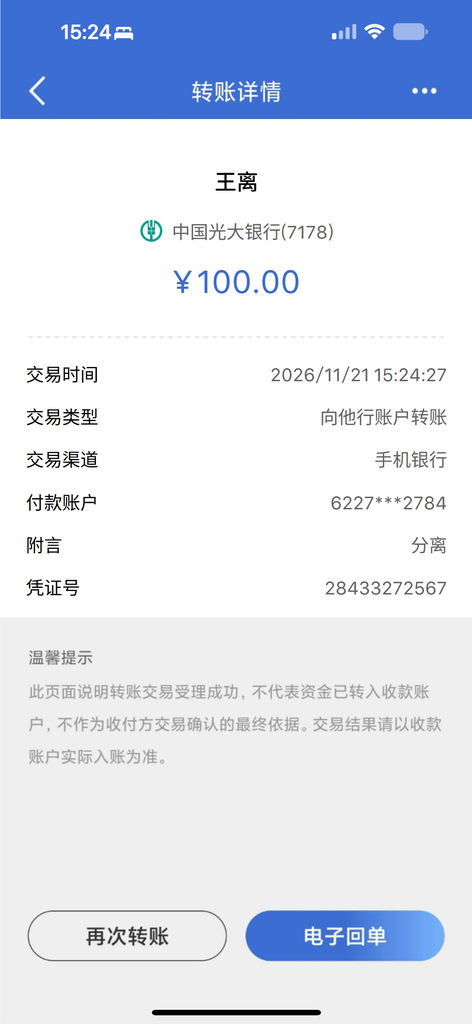 15:24
转账详情
王离
中国光大银行(7178)
¥100.00
交易时间 2026/11/21 15:24:27
交易类型 向他行账户转账
交易渠道 手机银行
付款账户 6227***2784
附言 分离
凭证号 28433272567
温馨提示
此页面说明转账交易受理成功，不代表资金已转入收款账
户，不作为收付方交易确认的最终依据。交易结果请以收款
账户实际入账为准。
再次转账 电子回单